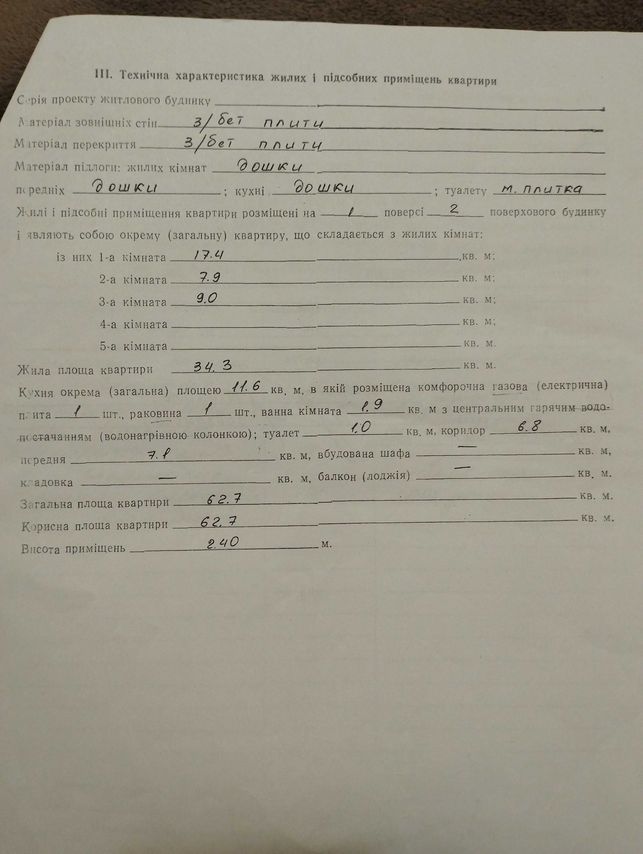 III. Технічна характеристика жилих і підсобних приміщень квартири
Серія проекту житлового будинку
Матеріал зовнішніх стін З/бет плити
Матеріал перекриття З/бет плити
Матеріал підлоги: жилих кімнат дошки
передніх дошки ; кухні дошки ; туалету м. плитка
Жилі і підсобні приміщення квартири розміщені на 1 поверсі 2 поверхового будинку
і являють собою окрему (загальну) квартиру, що складається з жилих кімнат:
із них 1-а кімната 17.4 кв. м;
2-а кімната 7.9 кв. м;
3-а кімната 9.0 кв. м;
4-а кімната кв. м;
5-а кімната кв. м.
Жила площа квартири 34.3 кв. м.
Кухня окрема (загальна) площею 11.6 кв. м, в якій розміщена комфорочна газова (електрична)
плита 1 шт., раковина 1 шт., ванна кімната 1.9 кв. м з центральним гарячим водо-
постачанням (водонагрівною колонкою); туалет 1.0 кв. м, коридор 6.8 кв. м,
передня 7.1 кв. м, вбудована шафа — кв. м,
кладовка — кв. м, балкон (лоджія) — кв. м.
Загальна площа квартири 62.7 кв. м.
Корисна площа квартири 62.7 кв. м.
Висота приміщень 2.40 м.